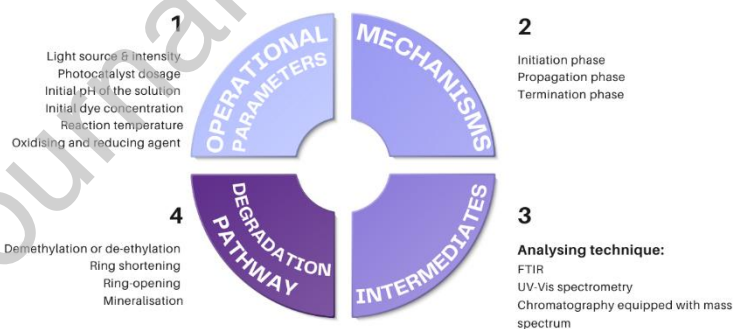 1
OPERATIONAL
PARAMETERS
Light source & intensity
Photocatalyst dosage
Initial pH of the solution
Initial dye concentration
Reaction temperature
Oxidising and reducing agent
MECHANISMS
2
Initiation phase
Propagation phase
Termination phase
INTERMEDIATES
3
Analysing technique:
FTIR
UV-Vis spectrometry
Chromatography equipped with mass
spectrum
4
DEGRADATION
PATHWAY
Demethylation or de-ethylation
Ring shortening
Ring-opening
Mineralisation